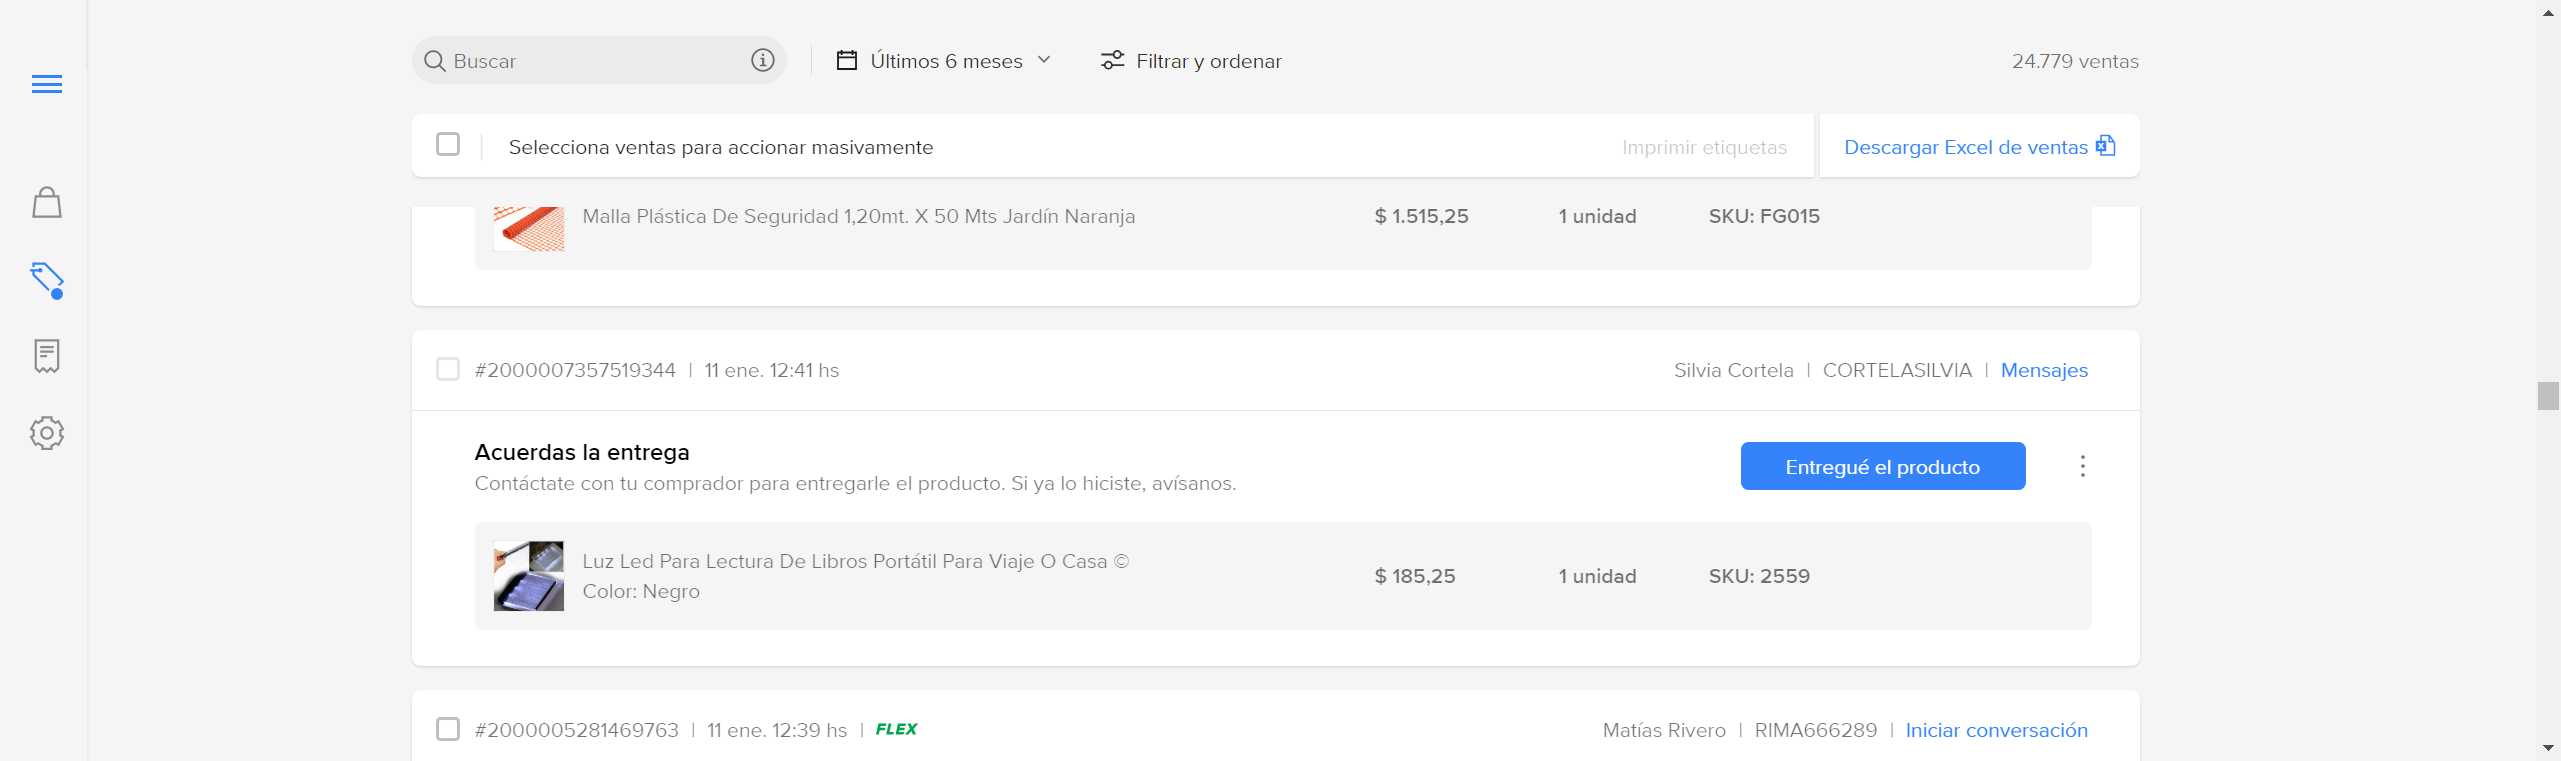 Buscar
Últimos 6 meses
Filtrar y ordenar
24.779 ventas
Selecciona ventas para accionar masivamente
Imprimir etiquetas
Descargar Excel de ventas
Malla Plástica De Seguridad 1,20mt. X 50 Mts Jardín Naranja
$ 1.515,25
1 unidad
SKU: FG015
#2000007357519344 | 11 ene. 12:41 hs
Silvia Cortela | CORTELASILVIA | Mensajes
Acuerdas la entrega
Contáctate con tu comprador para entregarle el producto. Si ya lo hiciste, avísanos.
Entregué el producto
Luz Led Para Lectura De Libros Portátil Para Viaje O Casa ©
Color: Negro
$ 185,25
1 unidad
SKU: 2559
#2000005281469763 | 11 ene. 12:39 hs | FLEX
Matías Rivero | RIMA666289 | Iniciar conversación